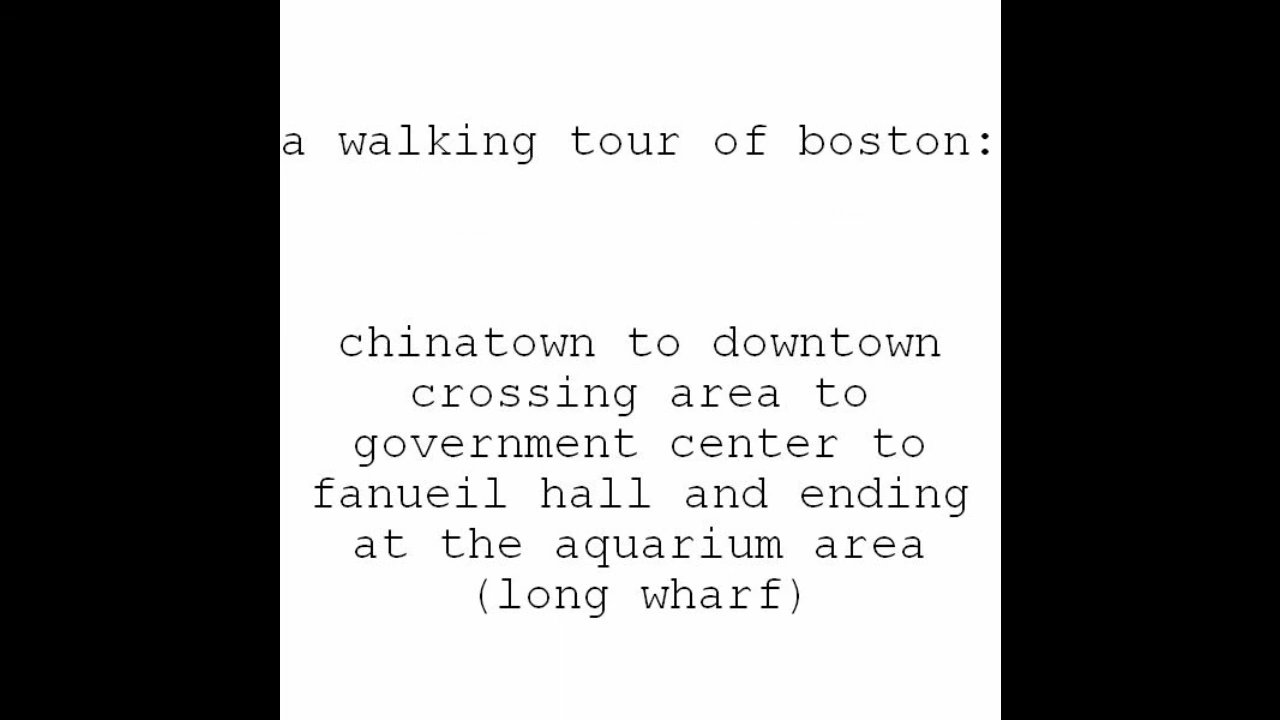 a walking tour of boston:
chinatown to downtown
crossing area to
government center to
fanueil hall and ending
at the aquarium area
(long wharf)